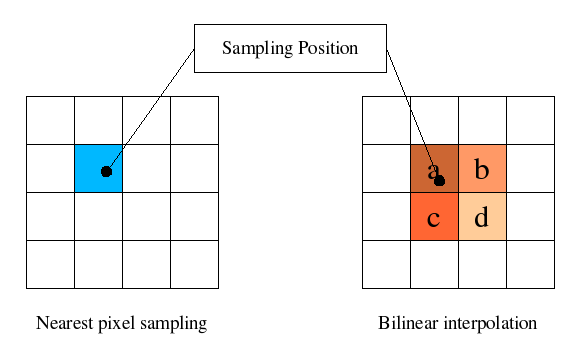 Sampling Position
a b
c d
Nearest pixel sampling
Bilinear interpolation